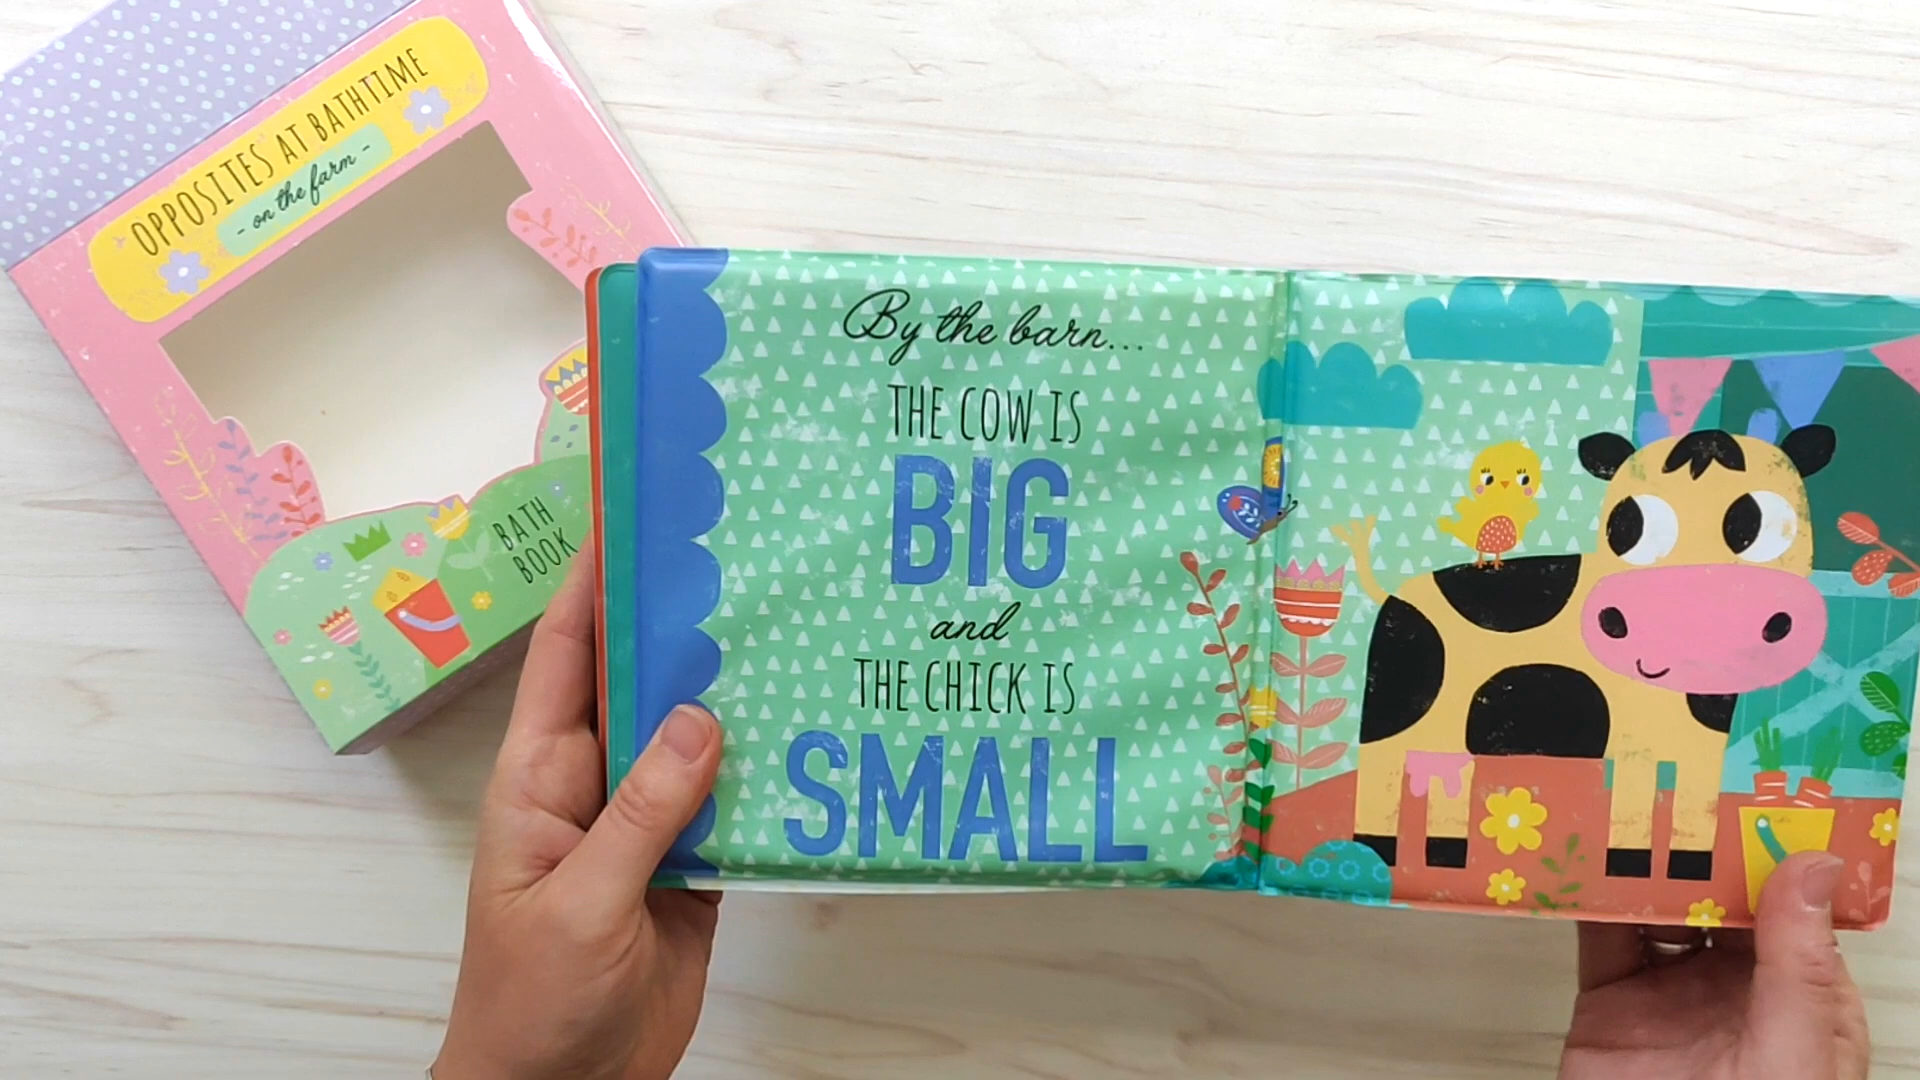 OPPOSITES AT BATHTIME
- on the farm -
BATH
BOOK
By the barn...
THE COW IS
BIG
and
THE CHICK IS
SMALL